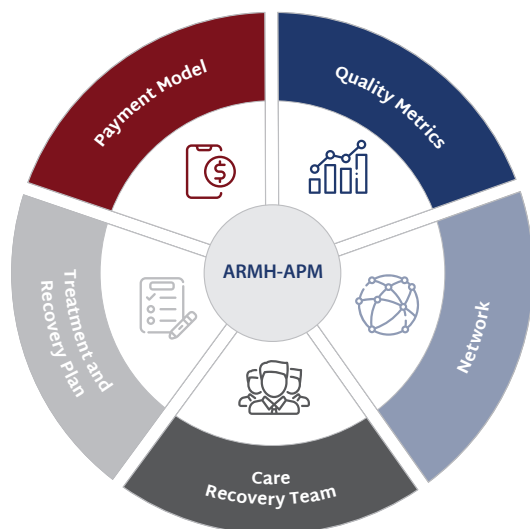 Payment Model
Quality Metrics
$
ARMH-APM
Treatment and
Recovery Plan
Network
Care
Recovery Team